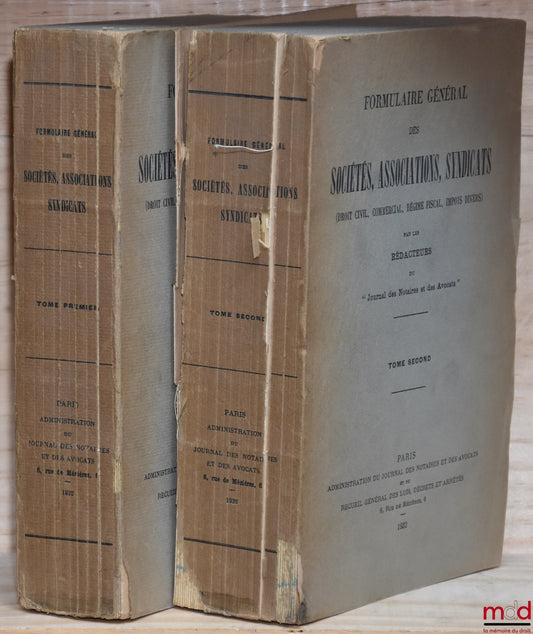 FORMULAIRE GÉNÉRAL
DES
SOCIÉTÉS, ASSOCIATIONS
SYNDICATS
TOME PREMIER
PARIS
ADMINISTRATION
DU
JOURNAL DES NOTAIRES
ET DES AVOCATS
6, rue de Mézières, 6
FORMULAIRE GÉNÉRAL
DES
SOCIÉTÉS, ASSOCIATIONS
SYNDICATS
TOME SECOND
PARIS
ADMINISTRATION
DU
JOURNAL DES NOTAIRES
ET DES AVOCATS
6, rue de Mézières, 6
FORMULAIRE GÉNÉRAL
DES
SOCIÉTÉS, ASSOCIATIONS, SYNDICATS
(DROIT CIVIL, COMMERCIAL, RÉGIME FISCAL, IMPOTS DIVERS)
PAR LES
RÉDACTEURS
DU
"Journal des Notaires et des Avocats"
TOME SECOND
PARIS
ADMINISTRATION DU JOURNAL DES NOTAIRES ET DES AVOCATS
ET DU
RECUEIL GÉNÉRAL DES LOIS, DÉCRETS ET ARRÊTÉS
6, Rue de Mézières, 6
mdd
la mémoire du droit